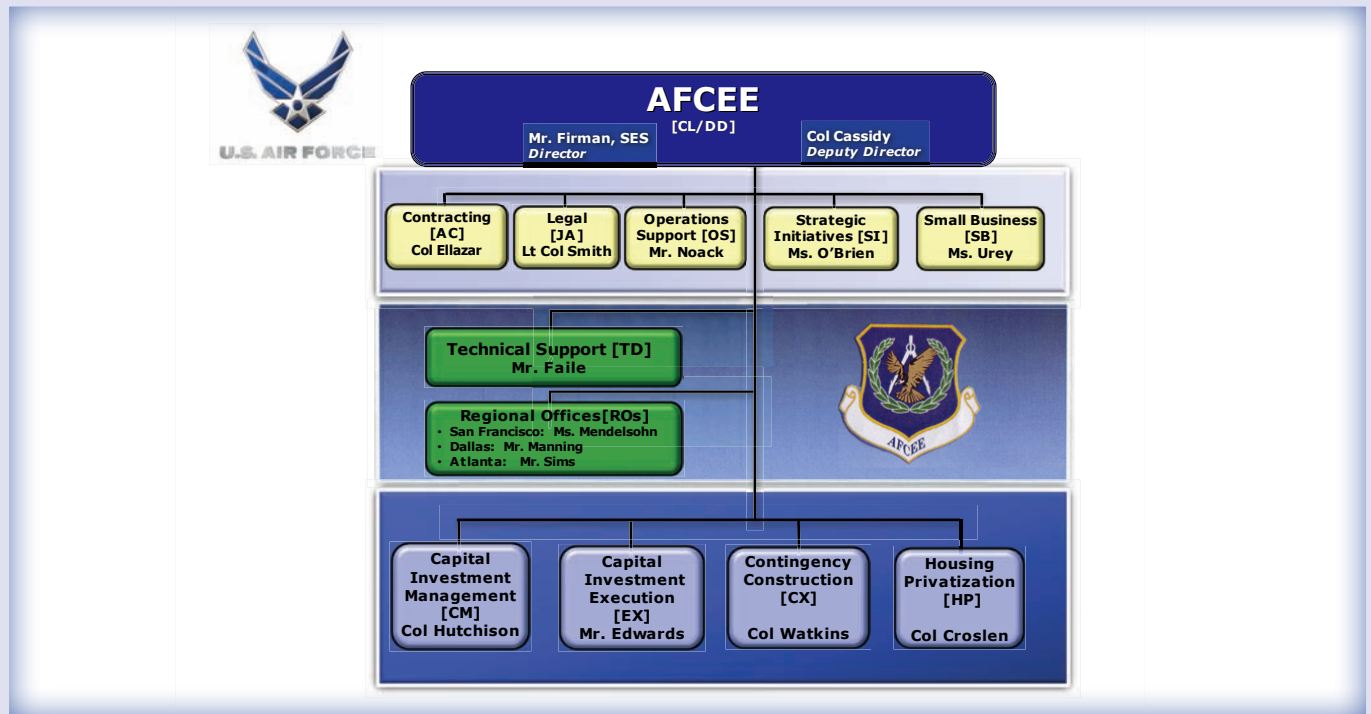 U.S. AIR FORCE
AFCEE
[CL/DD]
Mr. Firman, SES
Director
Col Cassidy
Deputy Director
Contracting
[AC]
Col Ellazar
Legal
[JA]
Lt Col Smith
Operations
Support [OS]
Mr. Noack
Strategic
Initiatives [SI]
Ms. O’Brien
Small Business
[SB]
Ms. Urey
Technical Support [TD]
Mr. Faile
Regional Offices[ROs]
• San Francisco: Ms. Mendelsohn
• Dallas: Mr. Manning
• Atlanta: Mr. Sims
AFCEE
Capital
Investment
Management
[CM]
Col Hutchison
Capital
Investment
Execution
[EX]
Mr. Edwards
Contingency
Construction
[CX]
Col Watkins
Housing
Privatization
[HP]
Col Croslen